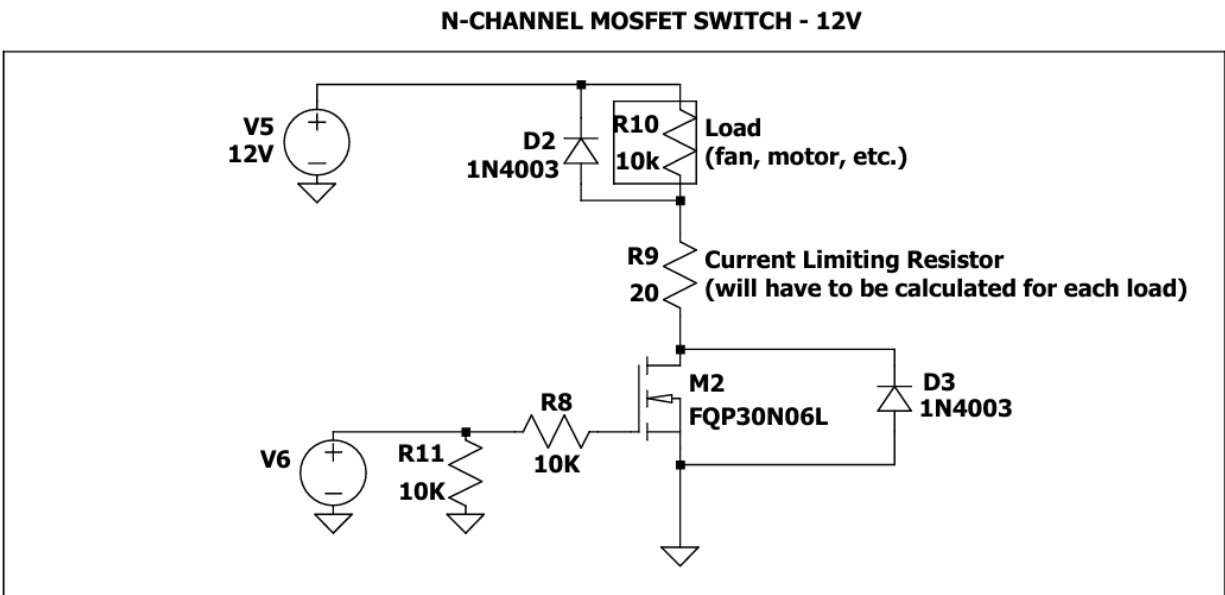 N-CHANNEL MOSFET SWITCH - 12V
V5
12V
D2
1N4003
R10
10k
Load
(fan, motor, etc.)
R9
20
Current Limiting Resistor
(will have to be calculated for each load)
M2
FQP30N06L
D3
1N4003
R8
10K
V6
R11
10K